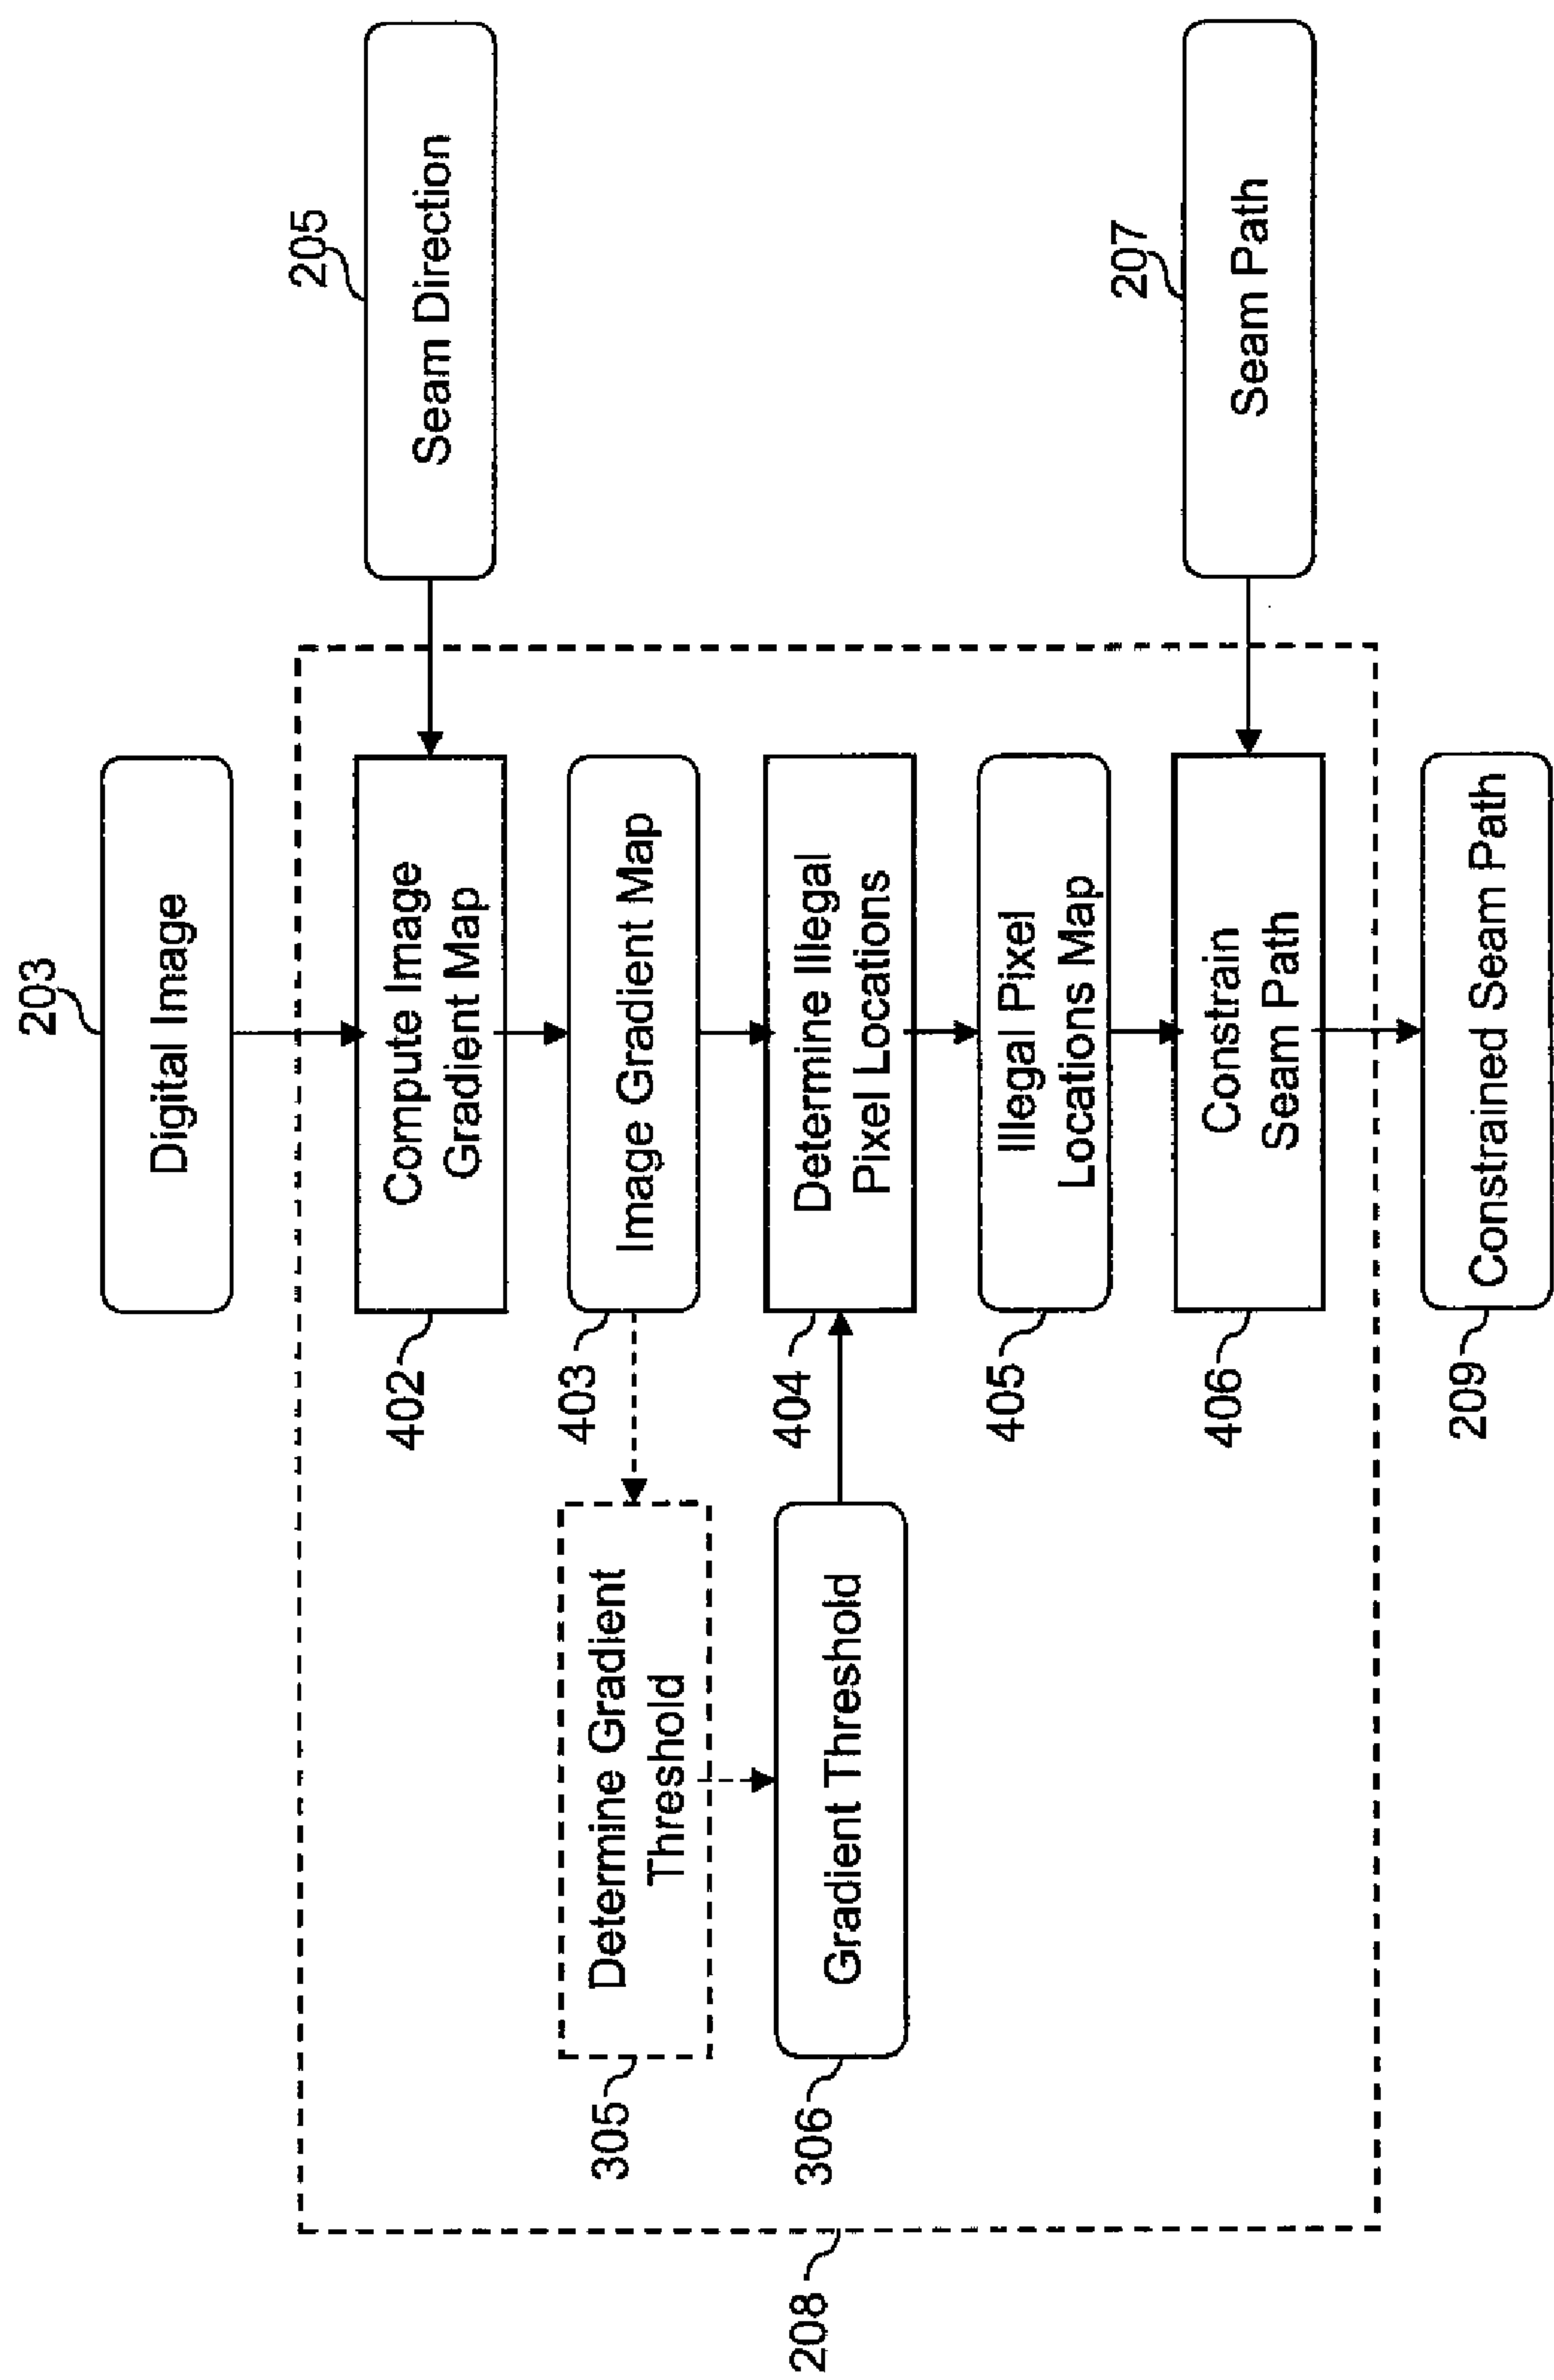 203
Digital Image
205
Seam Direction
402
Compute Image
Gradient Map
403
Image Gradient Map
305
Determine Gradient
Threshold
404
Determine Illegal
Pixel Locations
306
Gradient Threshold
405
Illegal Pixel
Locations Map
207
Seam Path
406
Constrain
Seam Path
208
209
Constrained Seam Path